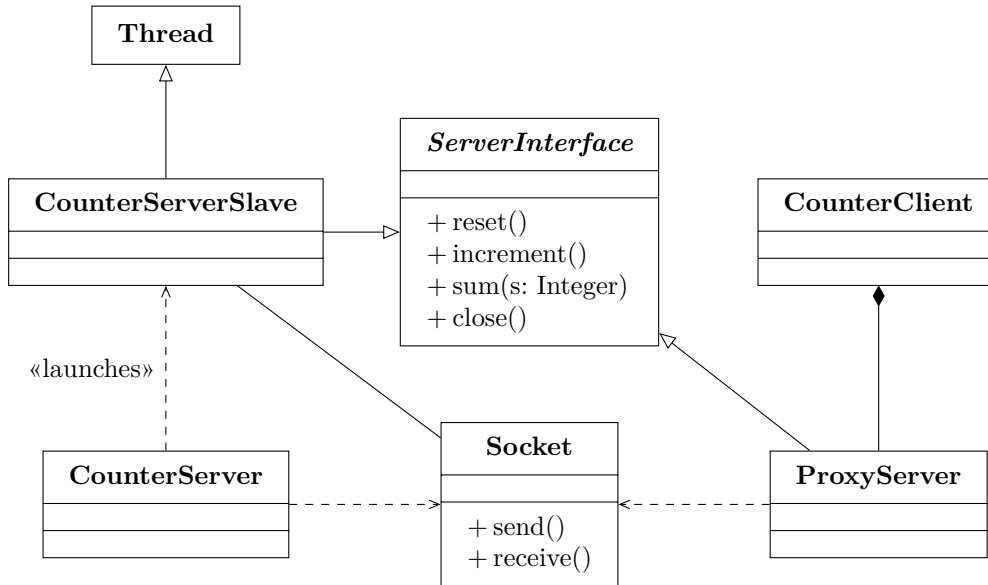 Thread
ServerInterface
+ reset()
+ increment()
+ sum(s: Integer)
+ close()
CounterServerSlave
CounterClient
«launches»
CounterServer
Socket
+ send()
+ receive()
ProxyServer